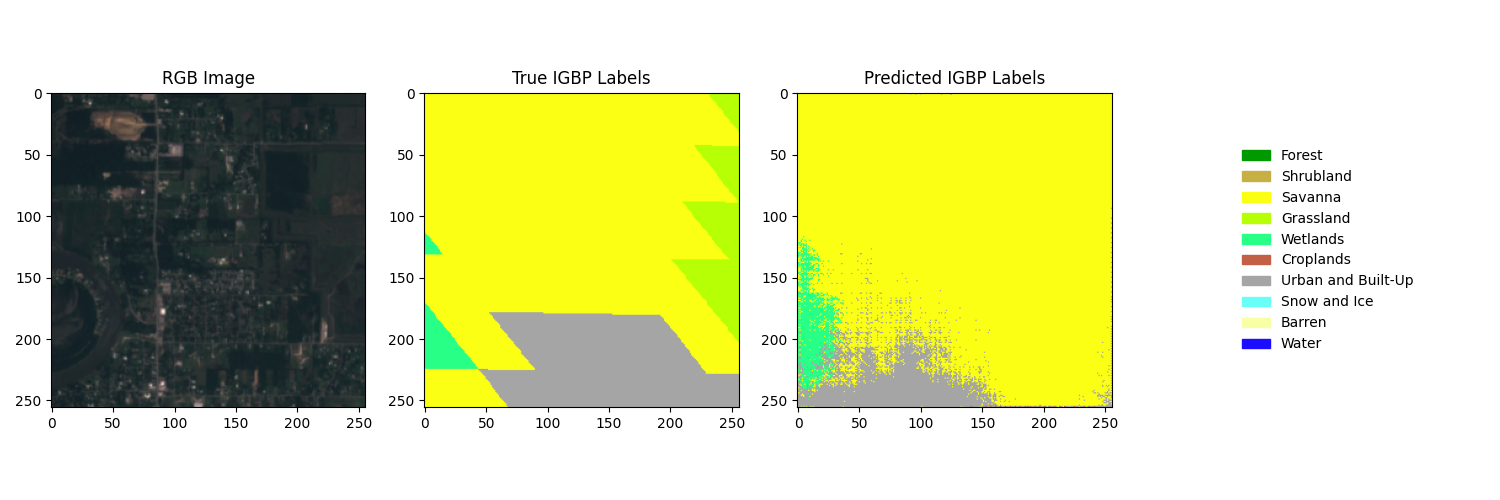 RGB Image
True IGBP Labels
Predicted IGBP Labels
0
50
100
150
200
250
0 50 100 150 200 250
0
50
100
150
200
250
0 50 100 150 200 250
0
50
100
150
200
250
0 50 100 150 200 250
Forest
Shrubland
Savanna
Grassland
Wetlands
Croplands
Urban and Built-Up
Snow and Ice
Barren
Water